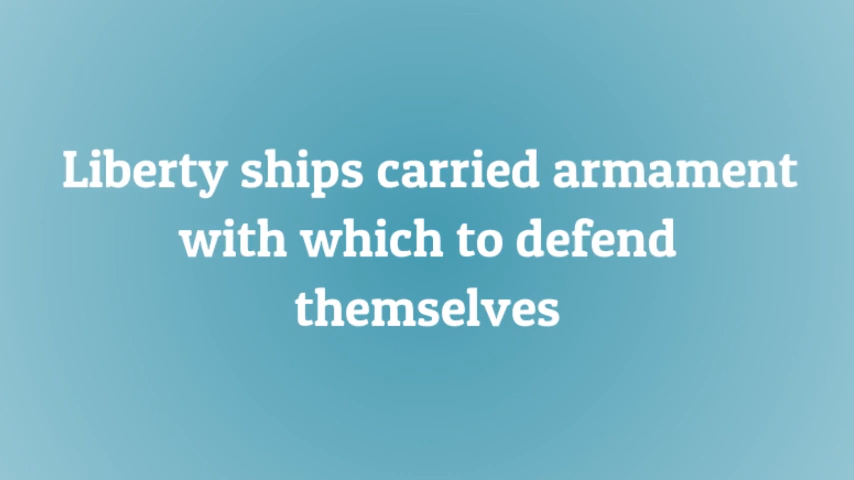 Liberty ships carried armament
with which to defend
themselves